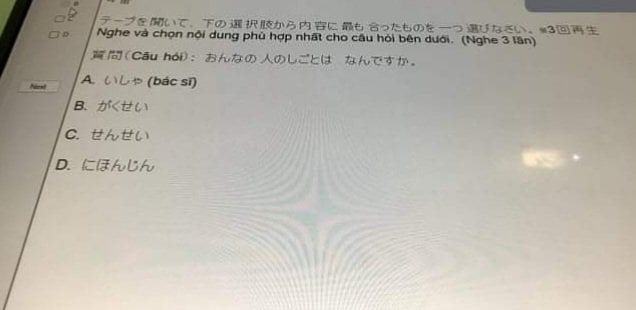 テープを聞いて、下の選択肢から内容に最も合ったものを一つ選びなさい。※3回再生
Nghe và chọn nội dung phù hợp nhất cho câu hỏi bên dưới. (Nghe 3 lần)
質問(Câu hỏi): おんなの人のしごとは なんですか。
Next
A. いしゃ (bác sĩ)
B. がくせい
C. せんせい
D. にほんじん